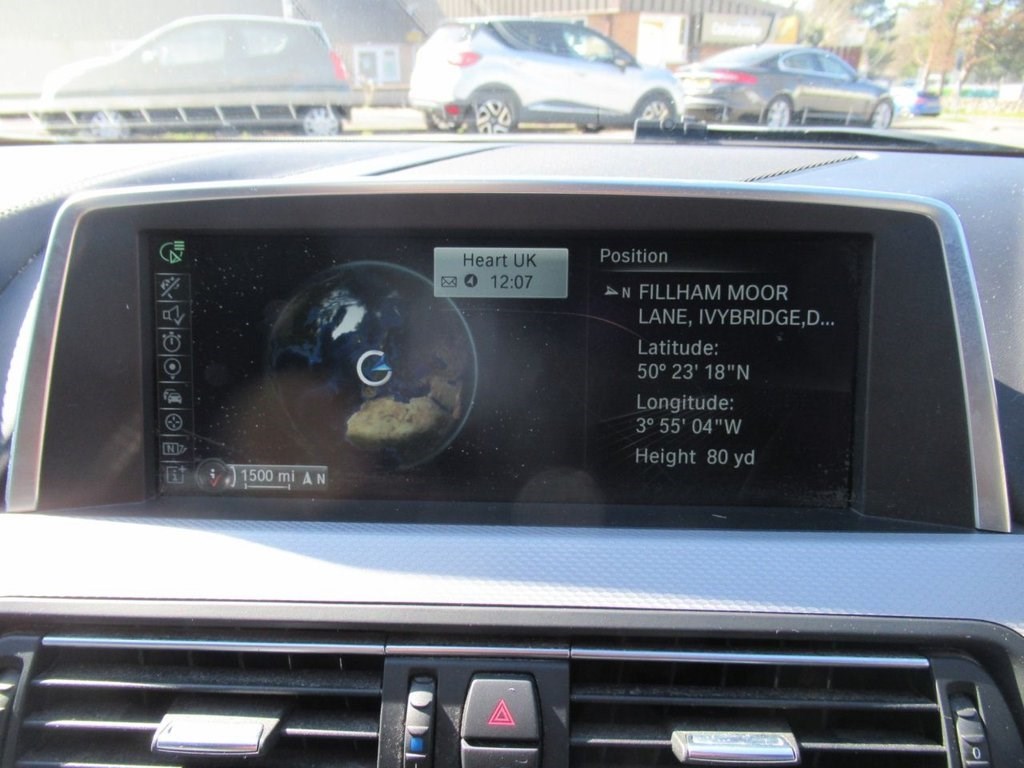 Heart UK
12:07
Position
N FILLHAM MOOR
LANE, IVYBRIDGE,D...
Latitude:
50° 23' 18"N
Longitude:
3° 55' 04"W
Height 80 yd
1500 mi N
0